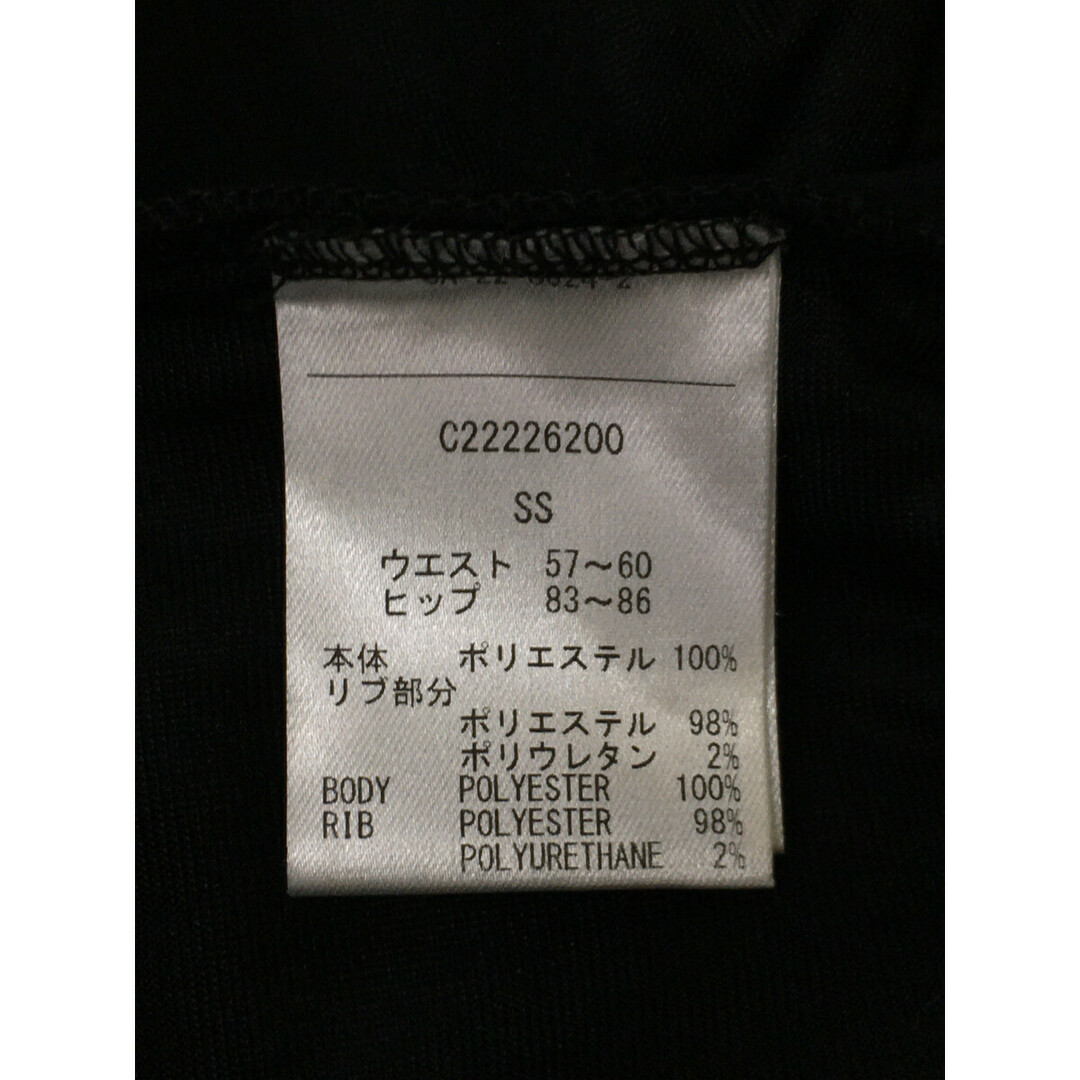 C22226200
SS
ウエスト 57～60
ヒップ 83～86
本体 ポリエステル 100%
リブ部分
ポリエステル 98%
ポリウレタン 2%
BODY POLYESTER 100%
RIB POLYESTER 98%
POLYURETHANE 2%